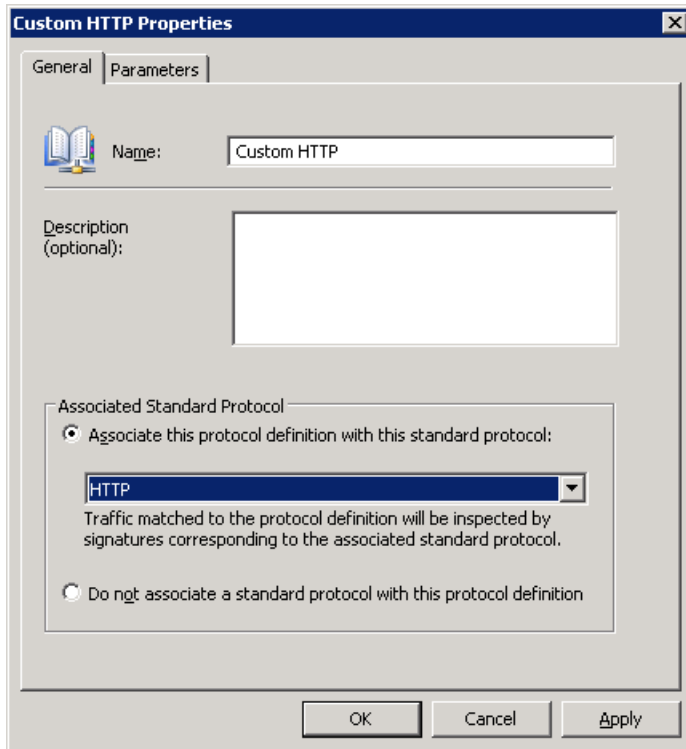 Custom HTTP Properties
General
Parameters
Name:
Custom HTTP
Description
(optional):
Associated Standard Protocol
Associate this protocol definition with this standard protocol:
HTTP
Traffic matched to the protocol definition will be inspected by
signatures corresponding to the associated standard protocol.
Do not associate a standard protocol with this protocol definition
OK
Cancel
Apply